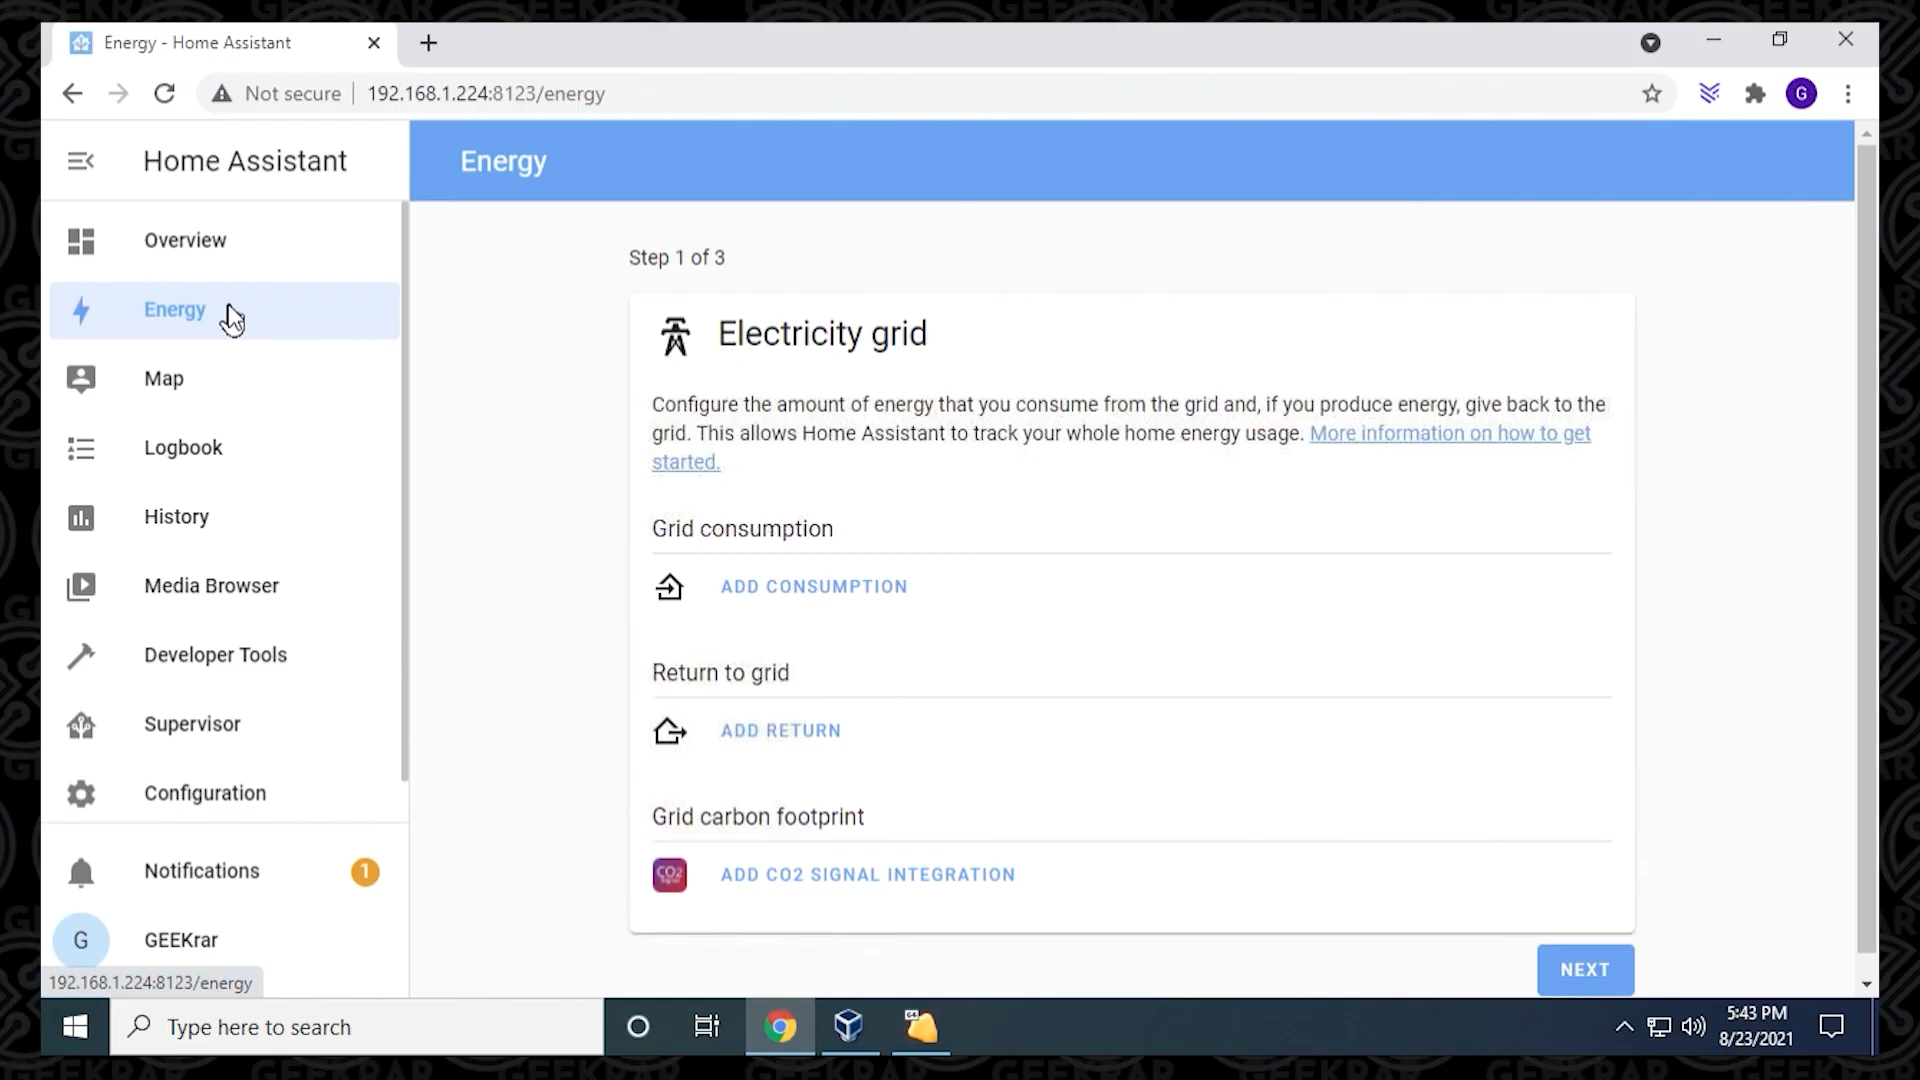 Energy - Home Assistant
Not secure
192.168.1.224:8123/energy
G
Home Assistant
Energy
Overview
Energy
Map
Logbook
History
Media Browser
Developer Tools
Supervisor
Configuration
Notifications
1
G
GEEKrar
192.168.1.224:8123/energy
Step 1 of 3
Electricity grid
Configure the amount of energy that you consume from the grid and, if you produce energy, give back to the
grid. This allows Home Assistant to track your whole home energy usage. More information on how to get
started.
Grid consumption
ADD CONSUMPTION
Return to grid
ADD RETURN
Grid carbon footprint
CO2
ADD CO2 SIGNAL INTEGRATION
NEXT
Type here to search
5:43 PM
8/23/2021